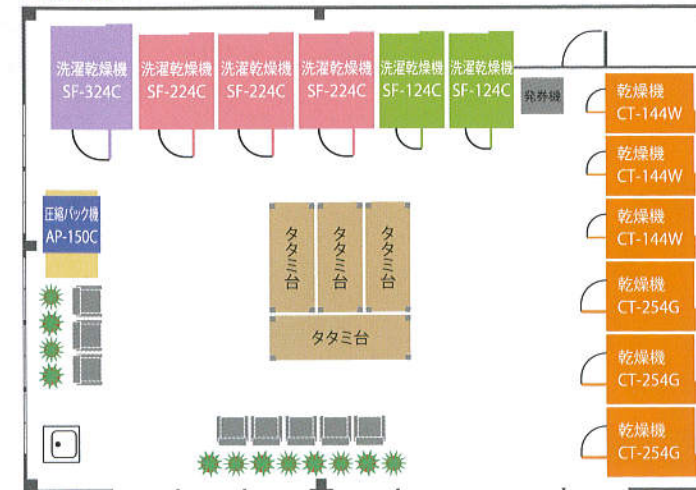 洗濯乾燥機
SF-324C
洗濯乾燥機
SF-224C
洗濯乾燥機
SF-224C
洗濯乾燥機
SF-224C
洗濯乾燥機
SF-124C
洗濯乾燥機
SF-124C
発券機
乾燥機
CT-144W
乾燥機
CT-144W
乾燥機
CT-144W
乾燥機
CT-254G
乾燥機
CT-254G
乾燥機
CT-254G
圧縮パック機
AP-150C
タタミ台
タタミ台
タタミ台
タタミ台